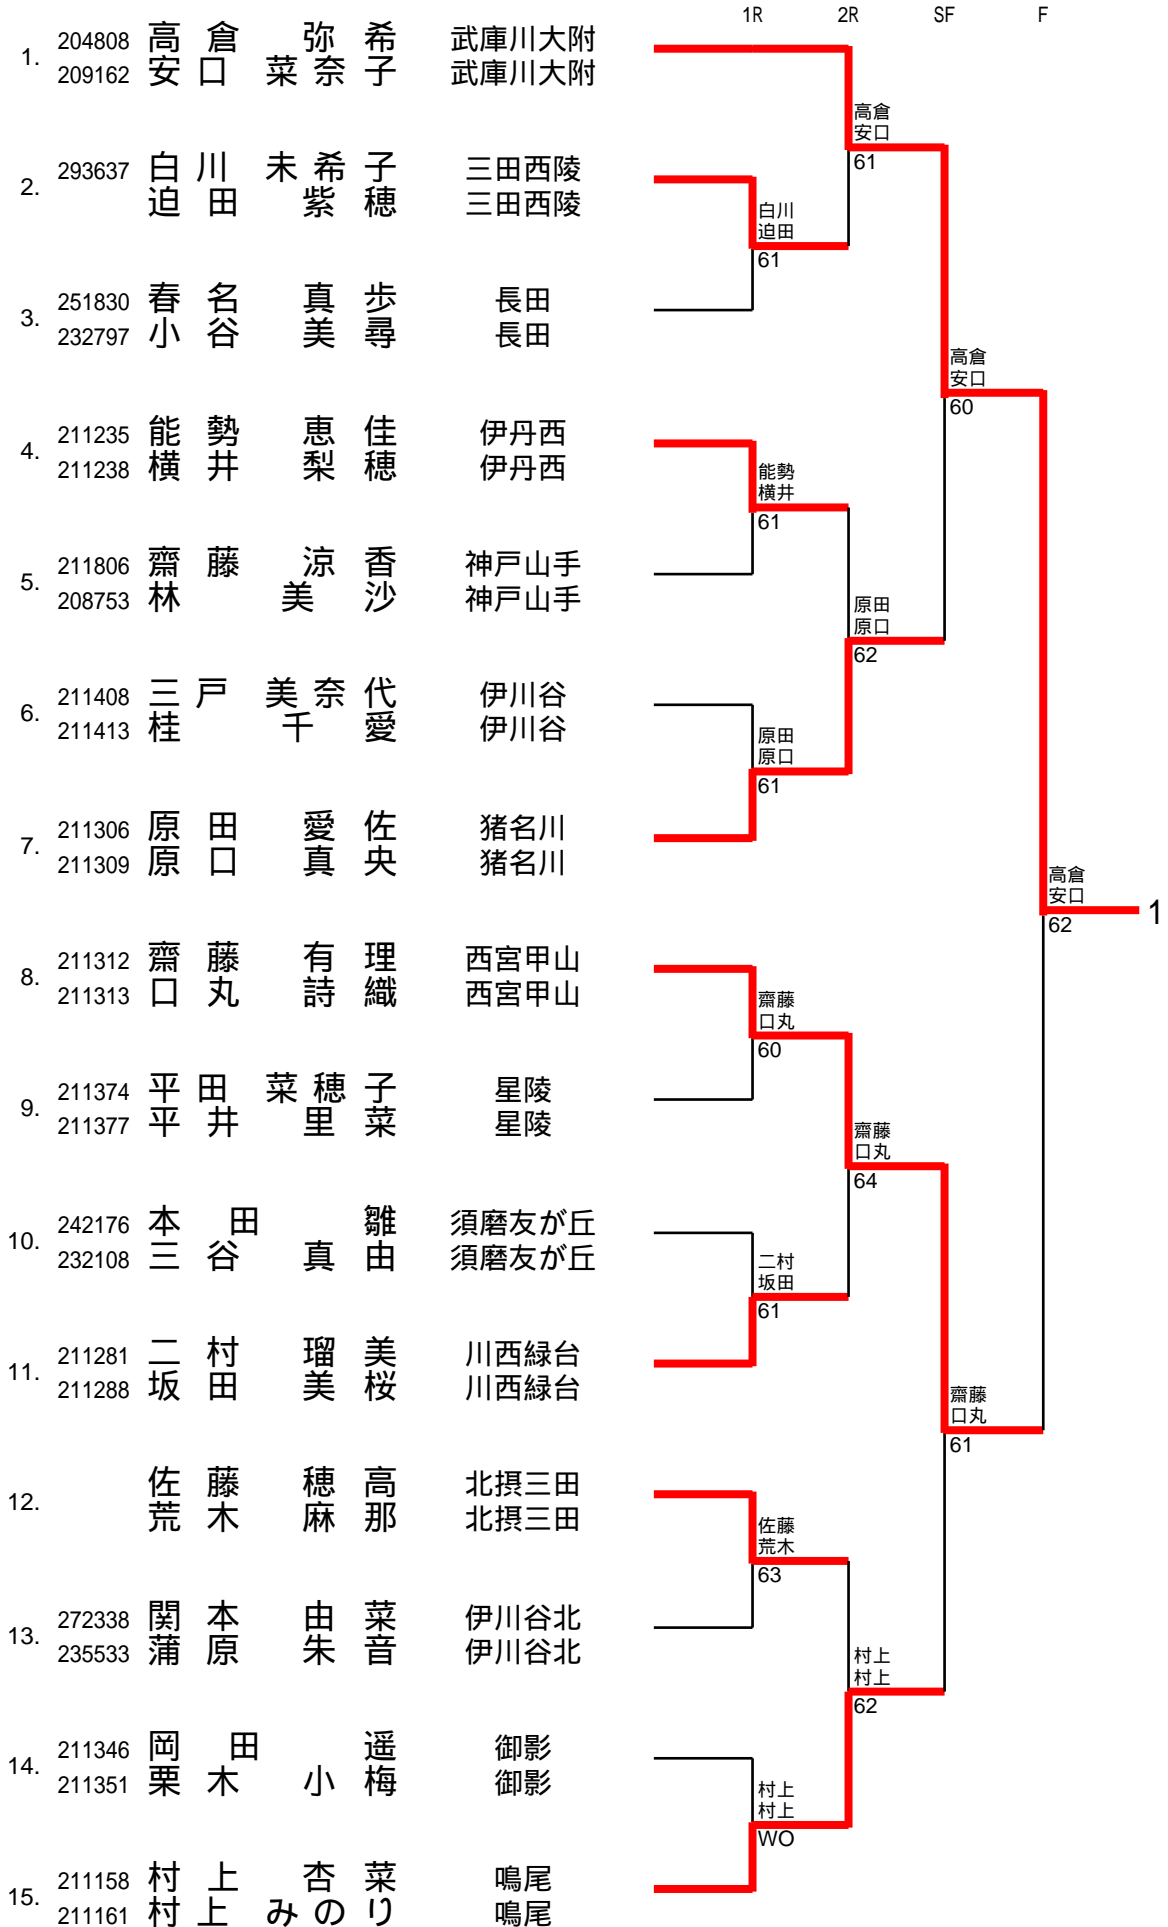 1R 2R SF F
1. 204808 高倉 弥希 武庫川大附
209162 安口 菜奈子 武庫川大附
高倉
安口
61
2. 293637 白川 未希子 三田西陵
迫田 紫穂 三田西陵
白川
迫田
61
3. 251830 春名 真歩 長田
232797 小谷 美尋 長田
高倉
安口
60
4. 211235 能勢 恵佳 伊丹西
211238 横井 梨穂 伊丹西
能勢
横井
61
5. 211806 齋藤 涼香 神戸山手
208753 林 美沙 神戸山手
原田
原口
62
6. 211408 三戸 美奈代 伊川谷
211413 桂 千愛 伊川谷
原田
原口
61
7. 211306 原田 愛佐 猪名川
211309 原口 真央 猪名川
高倉
安口
62
1
8. 211312 齋藤 有理 西宮甲山
211313 口丸 詩織 西宮甲山
齋藤
口丸
60
9. 211374 平田 菜穂子 星陵
211377 平井 里菜 星陵
齋藤
口丸
64
10. 242176 本田 雛 須磨友が丘
232108 三谷 真由 須磨友が丘
二村
坂田
61
11. 211281 二村 瑠美 川西緑台
211288 坂田 美桜 川西緑台
齋藤
口丸
61
12. 佐藤 穂高 北摂三田
荒木 麻那 北摂三田
佐藤
荒木
63
13. 272338 関本 由菜 伊川谷北
235533 蒲原 朱音 伊川谷北
村上
村上
62
14. 211346 岡田 遥 御影
211351 栗木 小梅 御影
村上
村上
WO
15. 211158 村上 杏菜 鳴尾
211161 村上 みのり 鳴尾